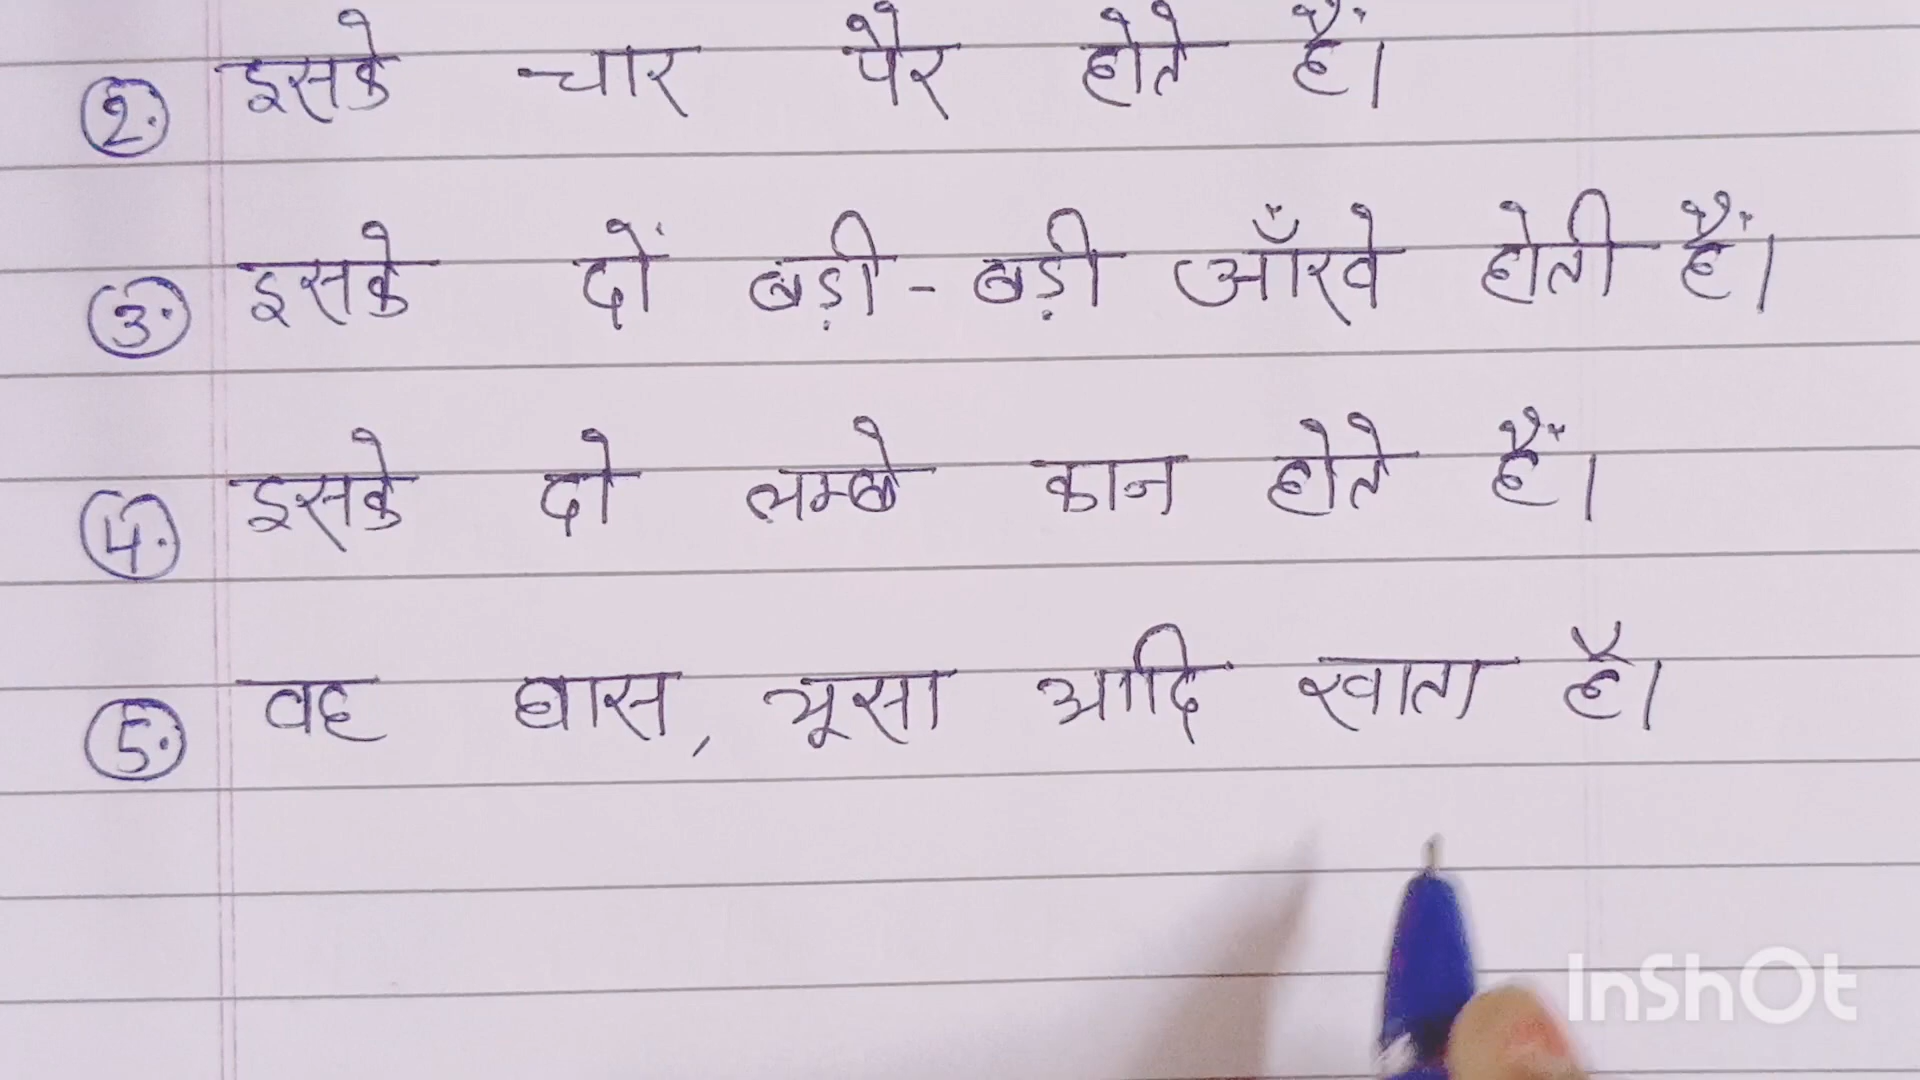 2. इसके चार पैर होते हैं।
3. इसके दों बड़ी-बड़ी आँखे होती हैं।
4. इसके दो लम्बे कान होते हैं।
5. वह घास, भूसा आदि खाता है।
InShOt